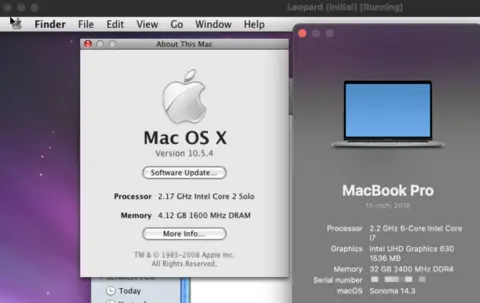 Leopard (Initial) [Running]
Finder File Edit View Go Window Help
About This Mac
Mac OS X
Version 10.5.4
Software Update...
Processor 2.17 GHz Intel Core 2 Solo
Memory 4.12 GB 1600 MHz DRAM
More Info...
TM & © 1983-2008 Apple Inc.
All Rights Reserved.
Today
MacBook Pro
15-inch, 2018
Processor 2.2 GHz 6-Core Intel Core
i7
Graphics Intel UHD Graphics 630
1536 MB
Memory 32 GB 2400 MHz DDR4
Serial number
macOS Sonoma 14.3